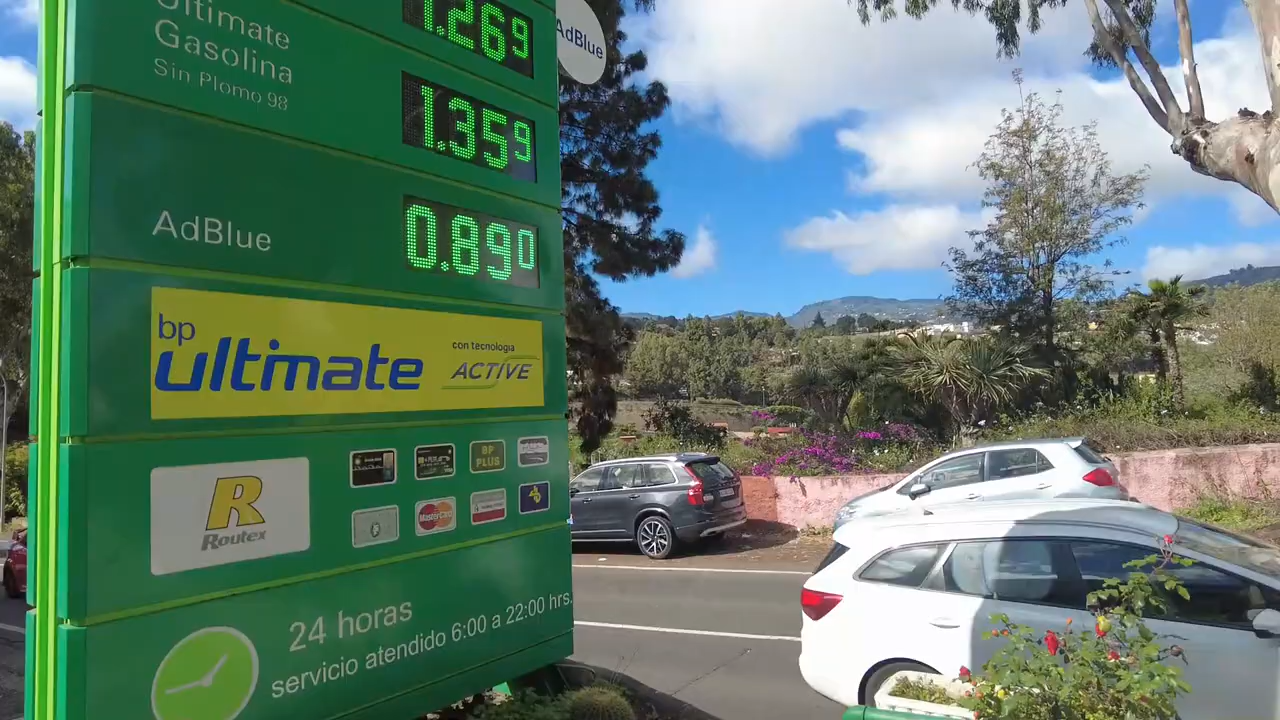 Ultimate
Gasolina
Sin Plomo 98
1.269
AdBlue
1.359
AdBlue
0.890
bp
ultimate
con tecnología
ACTIVE
R
Routex
BP
PLUS
MasterCard
24 horas
servicio atendido 6:00 a 22:00 hrs.